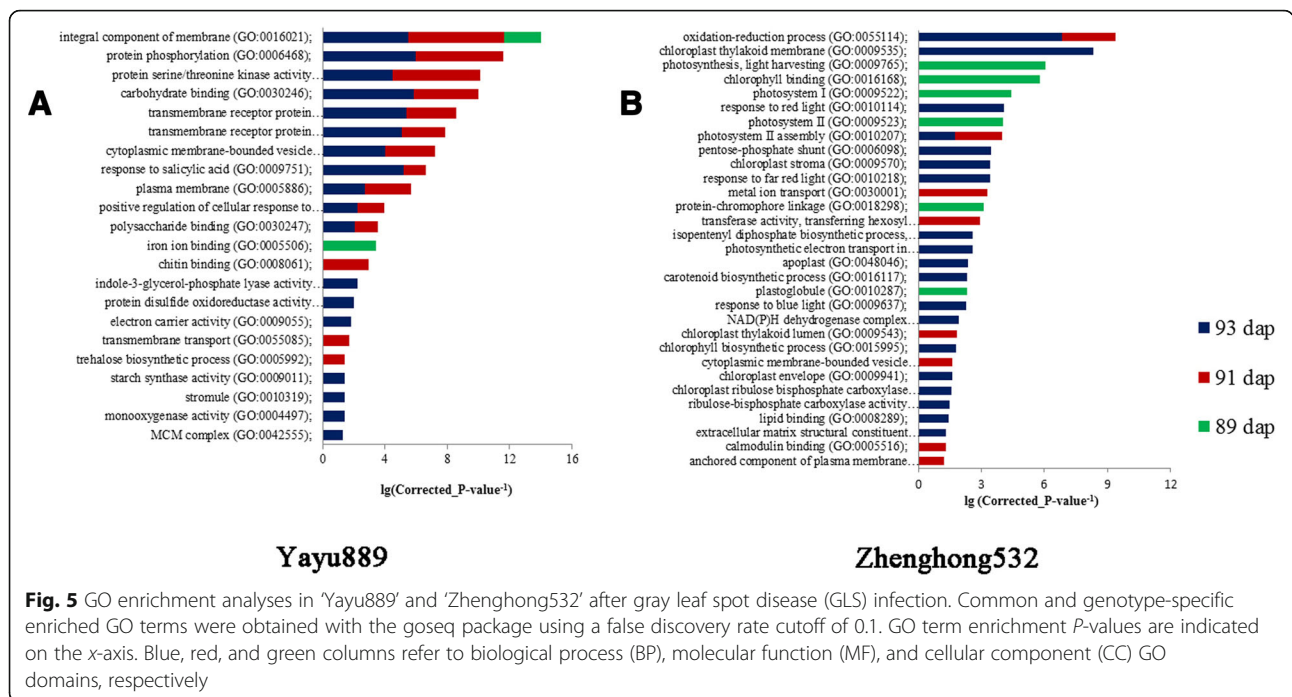 A
integral component of membrane (GO:0016021);
protein phosphorylation (GO:0006468);
protein serine/threonine kinase activity…
carbohydrate binding (GO:0030246);
transmembrane receptor protein…
transmembrane receptor protein…
cytoplasmic membrane-bounded vesicle…
response to salicylic acid (GO:0009751);
plasma membrane (GO:0005886);
positive regulation of cellular response to…
polysaccharide binding (GO:0030247);
iron ion binding (GO:0005506);
chitin binding (GO:0008061);
indole-3-glycerol-phosphate lyase activity…
protein disulfide oxidoreductase activity…
electron carrier activity (GO:0009055);
transmembrane transport (GO:0055085);
trehalose biosynthetic process (GO:0005992);
starch synthase activity (GO:0009011);
stromule (GO:0010319);
monooxygenase activity (GO:0004497);
MCM complex (GO:0042555);
0 4 8 12 16
lg(Corrected_P-value⁻¹)
Yayu889
B
oxidation-reduction process (GO:0055114);
chloroplast thylakoid membrane (GO:0009535);
photosynthesis, light harvesting (GO:0009765);
chlorophyll binding (GO:0016168);
photosystem I (GO:0009522);
response to red light (GO:0010114);
photosystem II (GO:0009523);
photosystem II assembly (GO:0010207);
pentose-phosphate shunt (GO:0006098);
chloroplast stroma (GO:0009570);
response to far red light (GO:0010218);
metal ion transport (GO:0030001);
protein-chromophore linkage (GO:0018298);
transferase activity, transferring hexosyl…
isopentenyl diphosphate biosynthetic process,…
photosynthetic electron transport in…
apoplast (GO:0048046);
carotenoid biosynthetic process (GO:0016117);
plastoglobule (GO:0010287);
response to blue light (GO:0009637);
NAD(P)H dehydrogenase complex…
chloroplast thylakoid lumen (GO:0009543);
chlorophyll biosynthetic process (GO:0015995);
cytoplasmic membrane-bounded vesicle…
chloroplast envelope (GO:0009941);
chloroplast ribulose bisphosphate carboxylase…
ribulose-bisphosphate carboxylase activity…
lipid binding (GO:0008289);
extracellular matrix structural constituent…
calmodulin binding (GO:0005516);
anchored component of plasma membrane…
0 3 6 9 12
lg (Corrected_P-value⁻¹)
Zhenghong532
93 dap
91 dap
89 dap
Fig. 5 GO enrichment analyses in ‘Yayu889’ and ‘Zhenghong532’ after gray leaf spot disease (GLS) infection. Common and genotype-specific
enriched GO terms were obtained with the goseq package using a false discovery rate cutoff of 0.1. GO term enrichment P-values are indicated
on the x-axis. Blue, red, and green columns refer to biological process (BP), molecular function (MF), and cellular component (CC) GO
domains, respectively